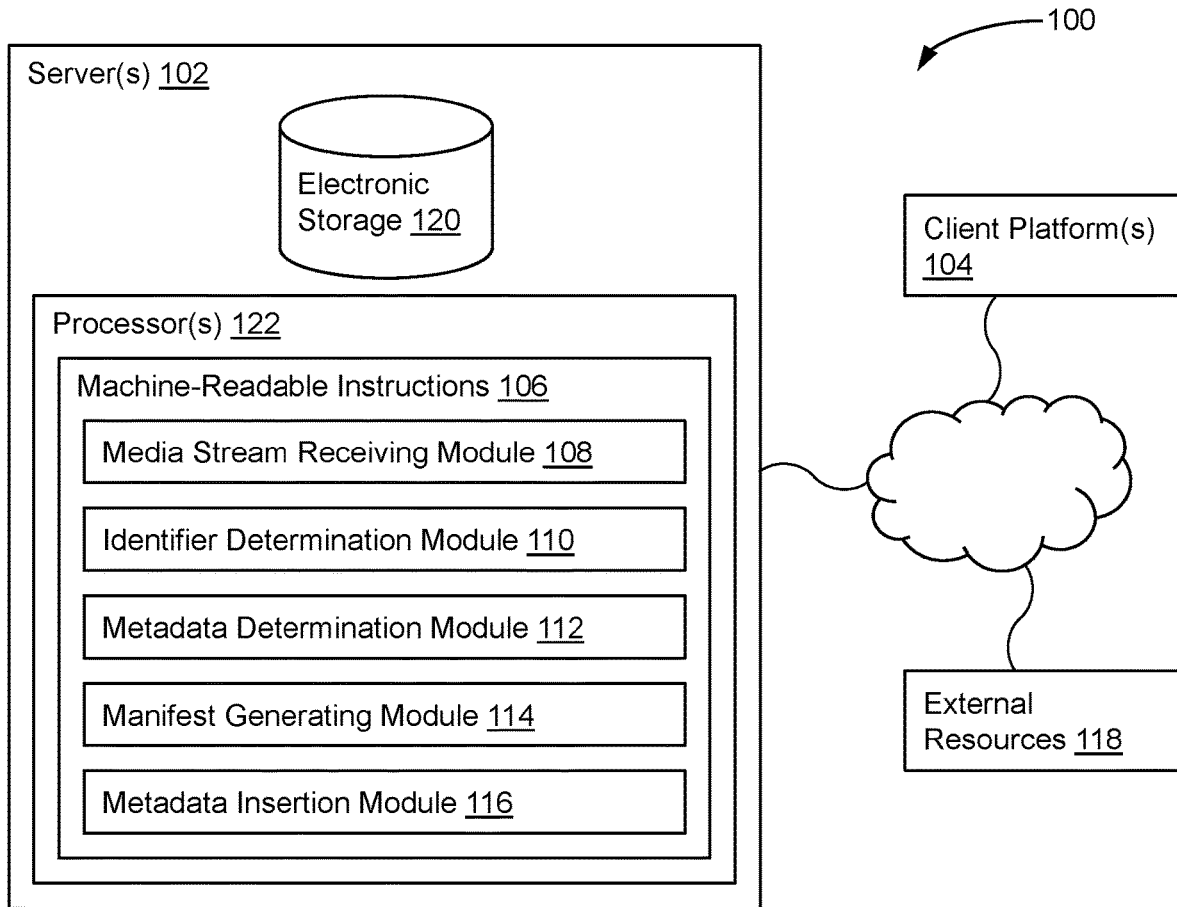 100
Server(s) 102
Electronic
Storage 120
Client Platform(s)
104
Processor(s) 122
Machine-Readable Instructions 106
Media Stream Receiving Module 108
Identifier Determination Module 110
Metadata Determination Module 112
Manifest Generating Module 114
Metadata Insertion Module 116
External
Resources 118